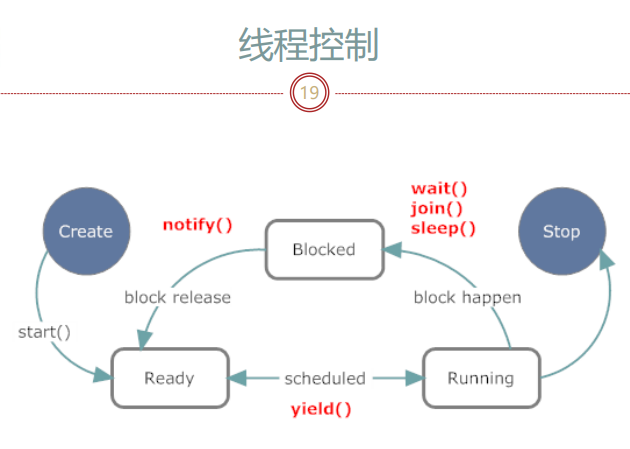 线程控制
19
Create
notify()
wait()
join()
sleep()
Blocked
Stop
block release
block happen
start()
Ready
scheduled
Running
yield()